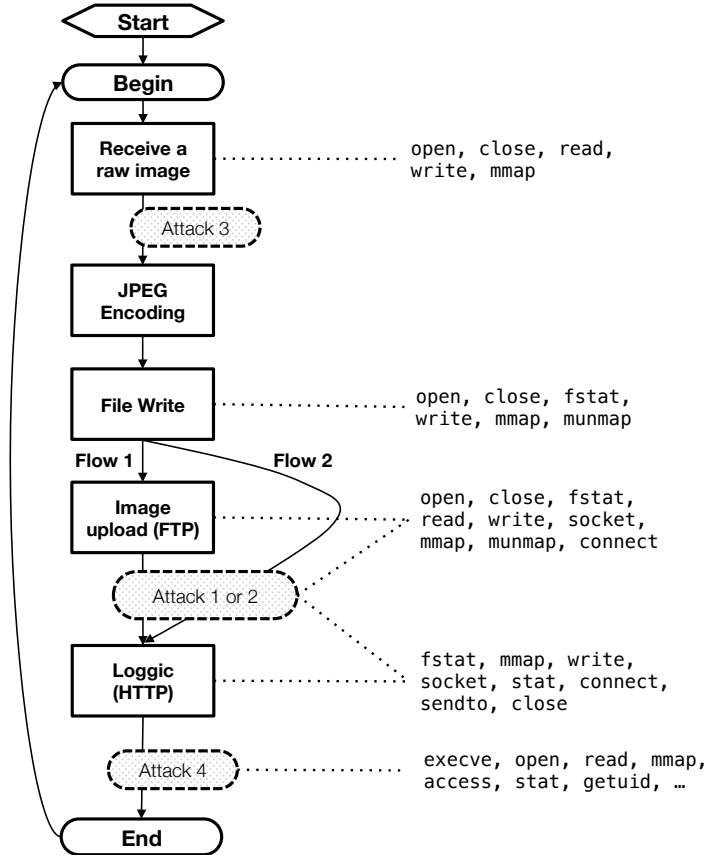 Start
Begin
Receive a
raw image
open, close, read,
write, mmap
Attack 3
JPEG
Encoding
File Write
open, close, fstat,
write, mmap, munmap
Flow 1
Flow 2
Image
upload (FTP)
open, close, fstat,
read, write, socket,
mmap, munmap, connect
Attack 1 or 2
Loggic
(HTTP)
fstat, mmap, write,
socket, stat, connect,
sendto, close
Attack 4
execve, open, read, mmap,
access, stat, getuid, …
End